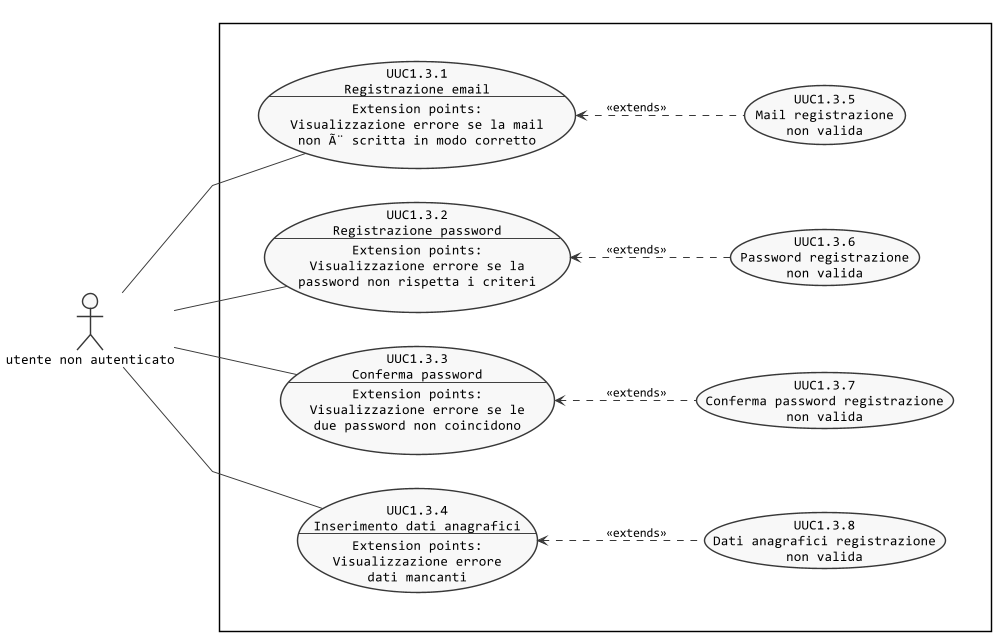 UUC1.3.1
Registrazione email
Extension points:
Visualizzazione errore se la mail
non Ã¨ scritta in modo corretto
«extends»
UUC1.3.5
Mail registrazione
non valida
UUC1.3.2
Registrazione password
Extension points:
Visualizzazione errore se la
password non rispetta i criteri
«extends»
UUC1.3.6
Password registrazione
non valida
utente non autenticato
UUC1.3.3
Conferma password
Extension points:
Visualizzazione errore se le
due password non coincidono
«extends»
UUC1.3.7
Conferma password registrazione
non valida
UUC1.3.4
Inserimento dati anagrafici
Extension points:
Visualizzazione errore
dati mancanti
«extends»
UUC1.3.8
Dati anagrafici registrazione
non valida